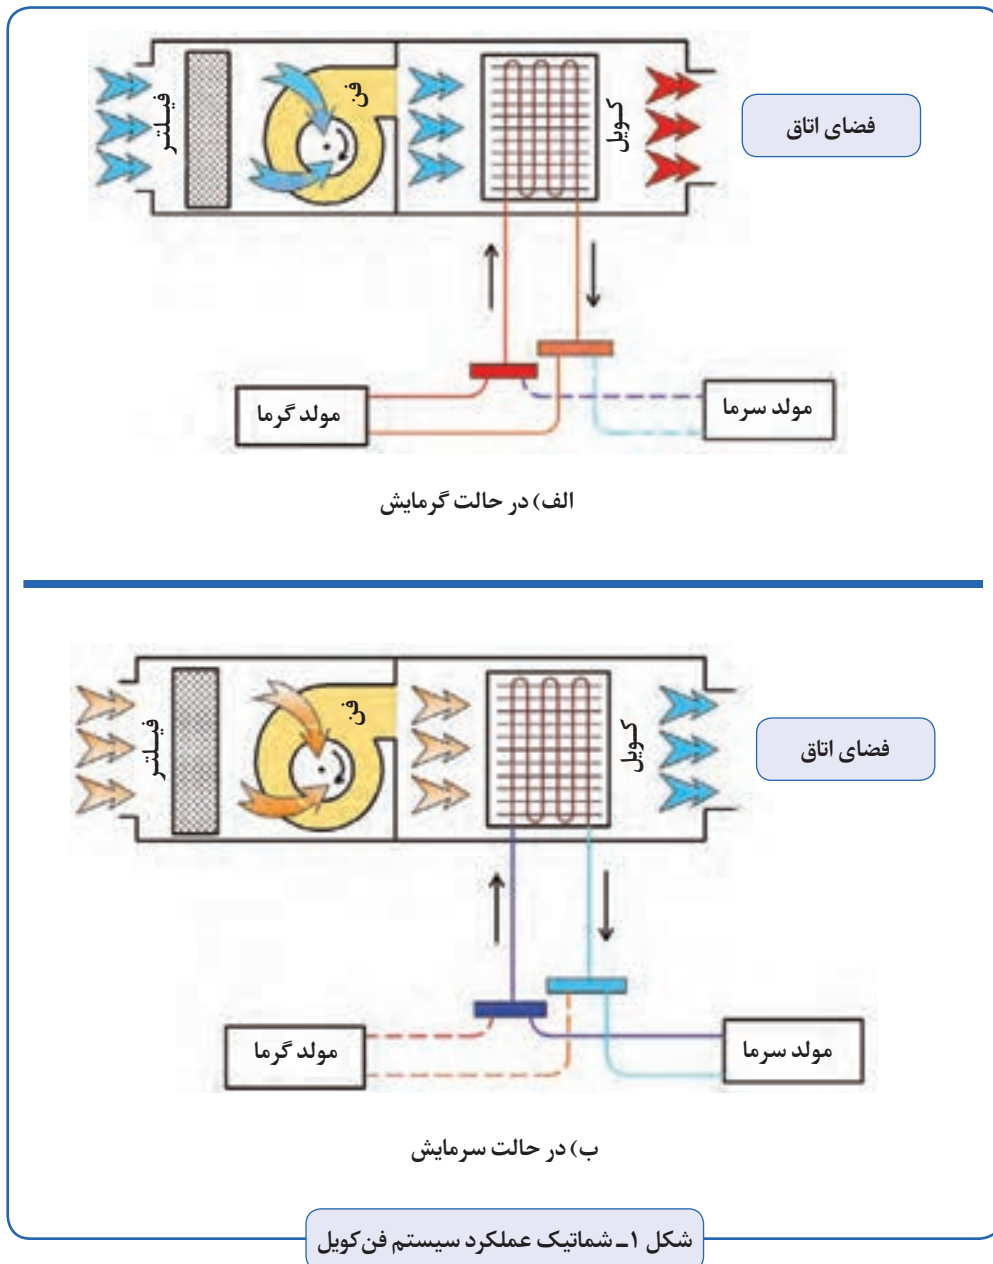 فیلتر
فن
کویل
فضای اتاق
مولد گرما
مولد سرما
الف) در حالت گرمایش
فیلتر
فن
کویل
فضای اتاق
مولد گرما
مولد سرما
ب) در حالت سرمایش
شکل ۱ـ شماتیک عملکرد سیستم فن‌کویل